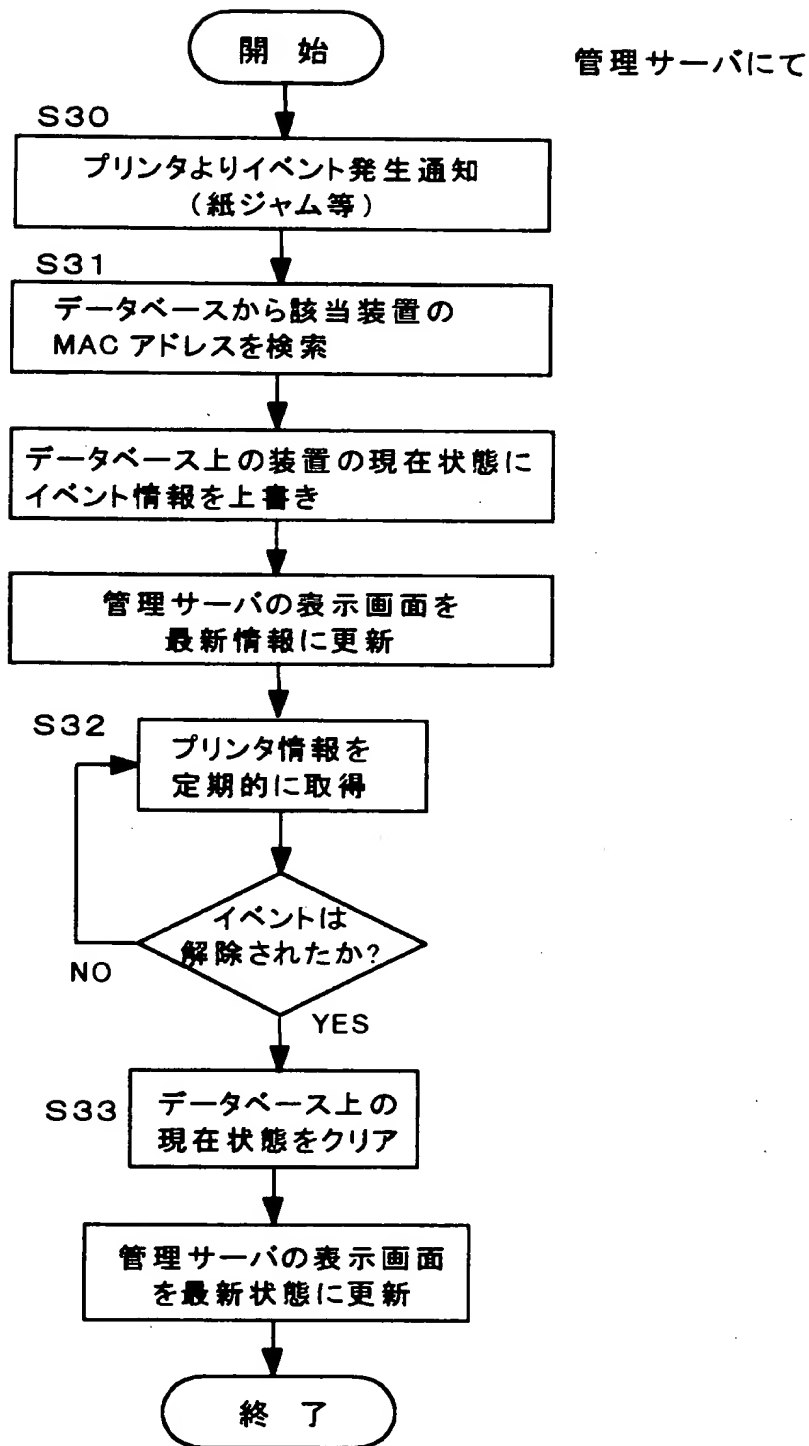 開 始
管理サーバにて
S30
プリンタよりイベント発生通知
(紙ジャム等)
S31
データベースから該当装置の
MAC アドレスを検索
データベース上の装置の現在状態に
イベント情報を上書き
管理サーバの表示画面を
最新情報に更新
S32
プリンタ情報を
定期的に取得
イベントは
解除されたか?
NO
YES
S33
データベース上の
現在状態をクリア
管理サーバの表示画面
を最新状態に更新
終 了